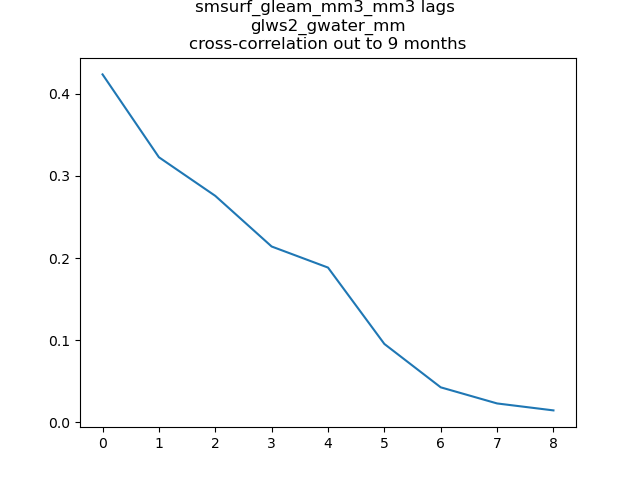 smsurf_gleam_mm3_mm3 lags
glws2_gwater_mm
cross-correlation out to 9 months
0.4
0.3
0.2
0.1
0.0
0 1 2 3 4 5 6 7 8